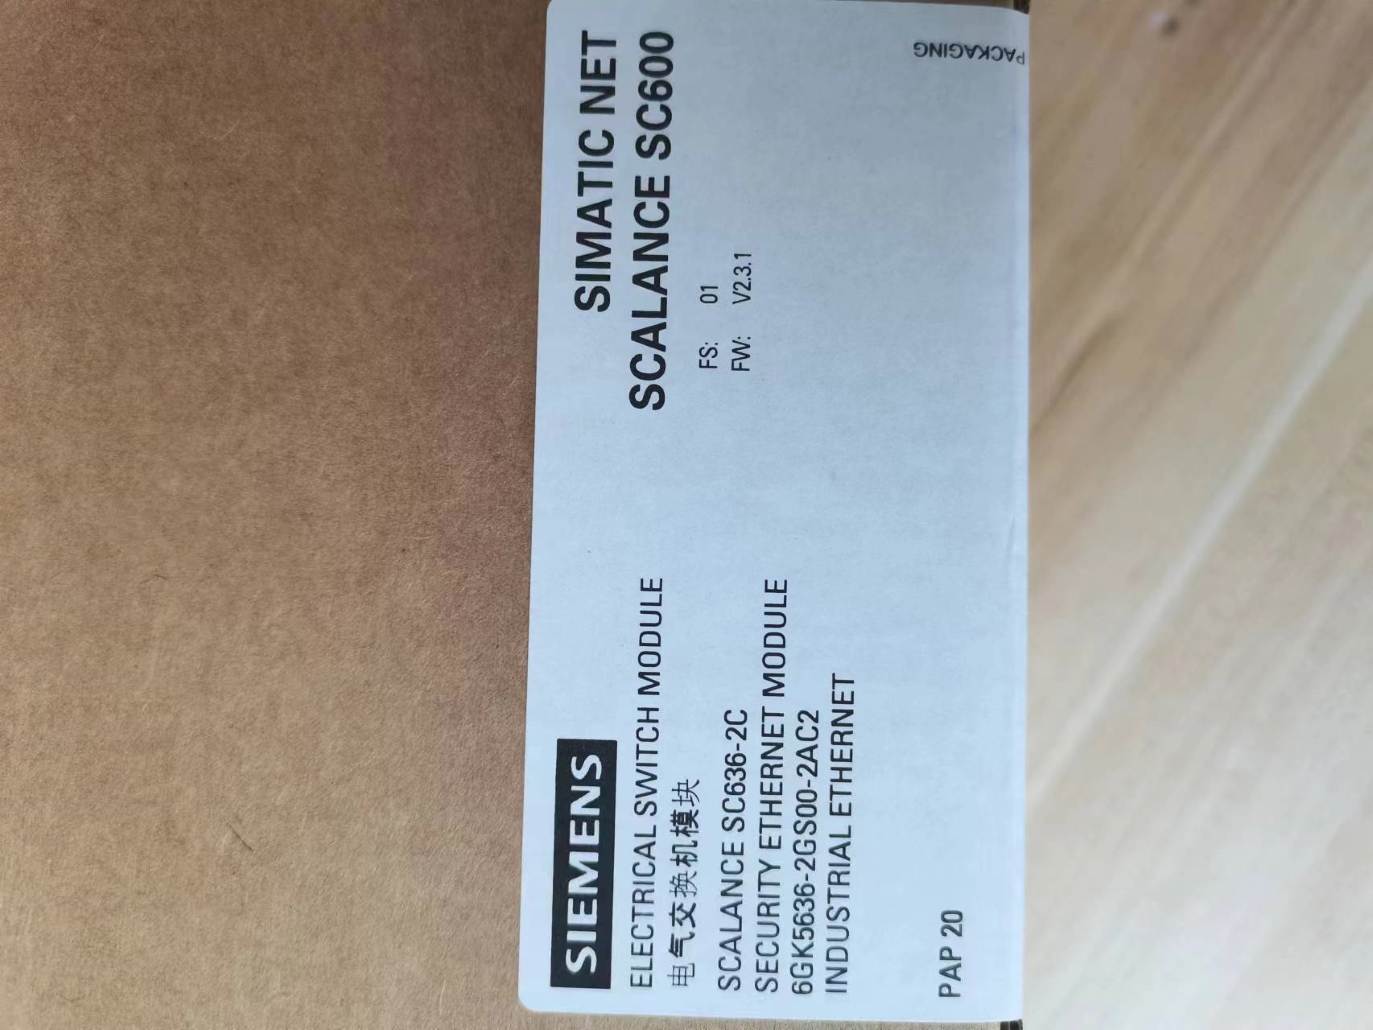 SIEMENS
ELECTRICAL SWITCH MODULE
电气交换机模块
SCALANCE SC636-2C
SECURITY ETHERNET MODULE
6GK5636-2GS00-2AC2
INDUSTRIAL ETHERNET
PAP 20
SIMATIC NET
SCALANCE SC600
FS: 01
FW: V2.3.1
PACKAGING